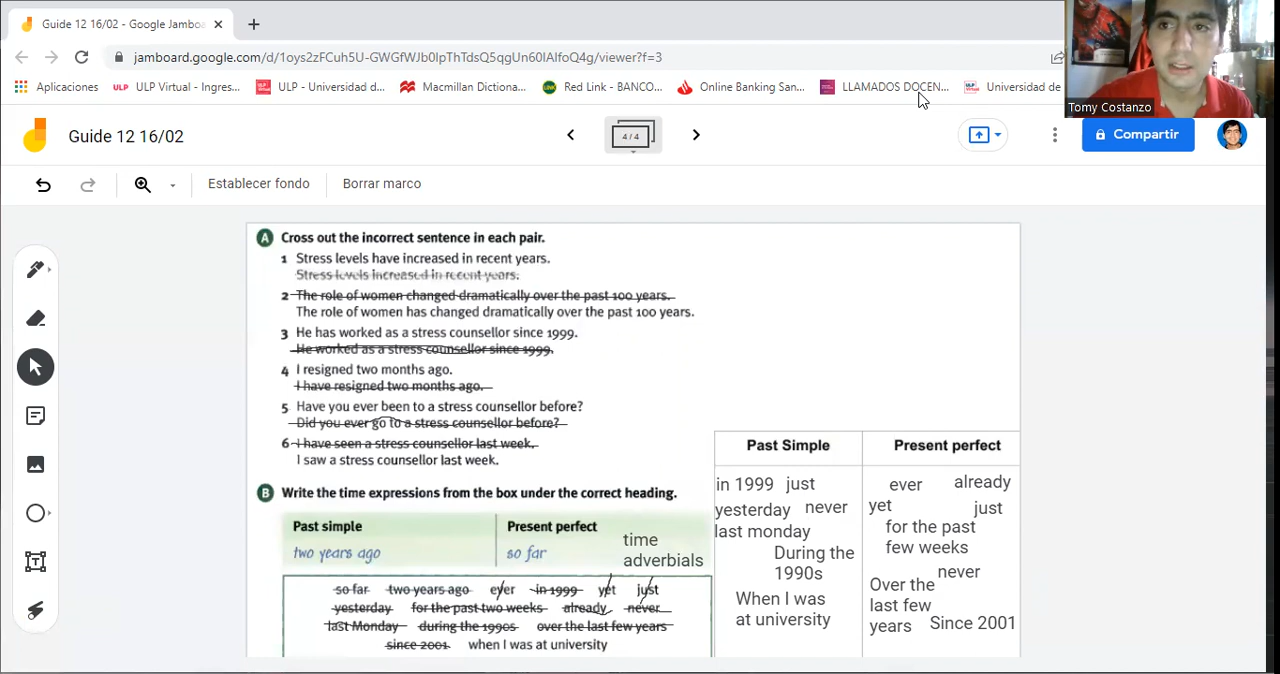 Guide 12 16/02 - Google Jambo
jamboard.google.com/d/1oys2zFCuh5U-GWGfWJb0IpThTdsQ5qgUn60IAlfoQ4g/viewer?f=3
Aplicaciones ULP ULP Virtual - Ingres... ULP ULP - Universidad d... Macmillan Dictiona... LINK Red Link - BANCO... Online Banking San... LLAMADOS DOCEN... ULP Universidad de
Tomy Costanzo
Guide 12 16/02
4/4
Compartir
Establecer fondo Borrar marco
A Cross out the incorrect sentence in each pair.
1 Stress levels have increased in recent years.
Stress levels increased in recent years.
2 The role of women changed dramatically over the past 100 years.
The role of women has changed dramatically over the past 100 years.
3 He has worked as a stress counsellor since 1999.
He worked as a stress counsellor since 1999.
4 I resigned two months ago.
I have resigned two months ago.
5 Have you ever been to a stress counsellor before?
Did you ever go to a stress counsellor before?
6 I have seen a stress counsellor last week.
I saw a stress counsellor last week.
B Write the time expressions from the box under the correct heading.
Past simple Present perfect
two years ago so far
time
adverbials
so far two years ago ever in 1999 yet just
yesterday for the past two weeks already never
last Monday during the 1990s over the last few years
since 2001 when I was at university
Past Simple Present perfect
in 1999 just
yesterday never
last monday
During the
1990s
When I was
at university
ever already
yet just
for the past
few weeks
never
Over the
last few
years Since 2001